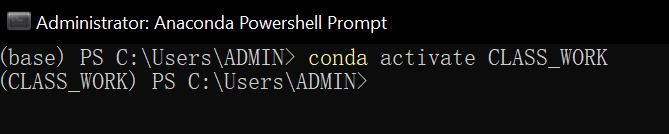 Administrator: Anaconda Powershell Prompt
(base) PS C:\Users\ADMIN> conda activate CLASS_WORK
(CLASS_WORK) PS C:\Users\ADMIN>